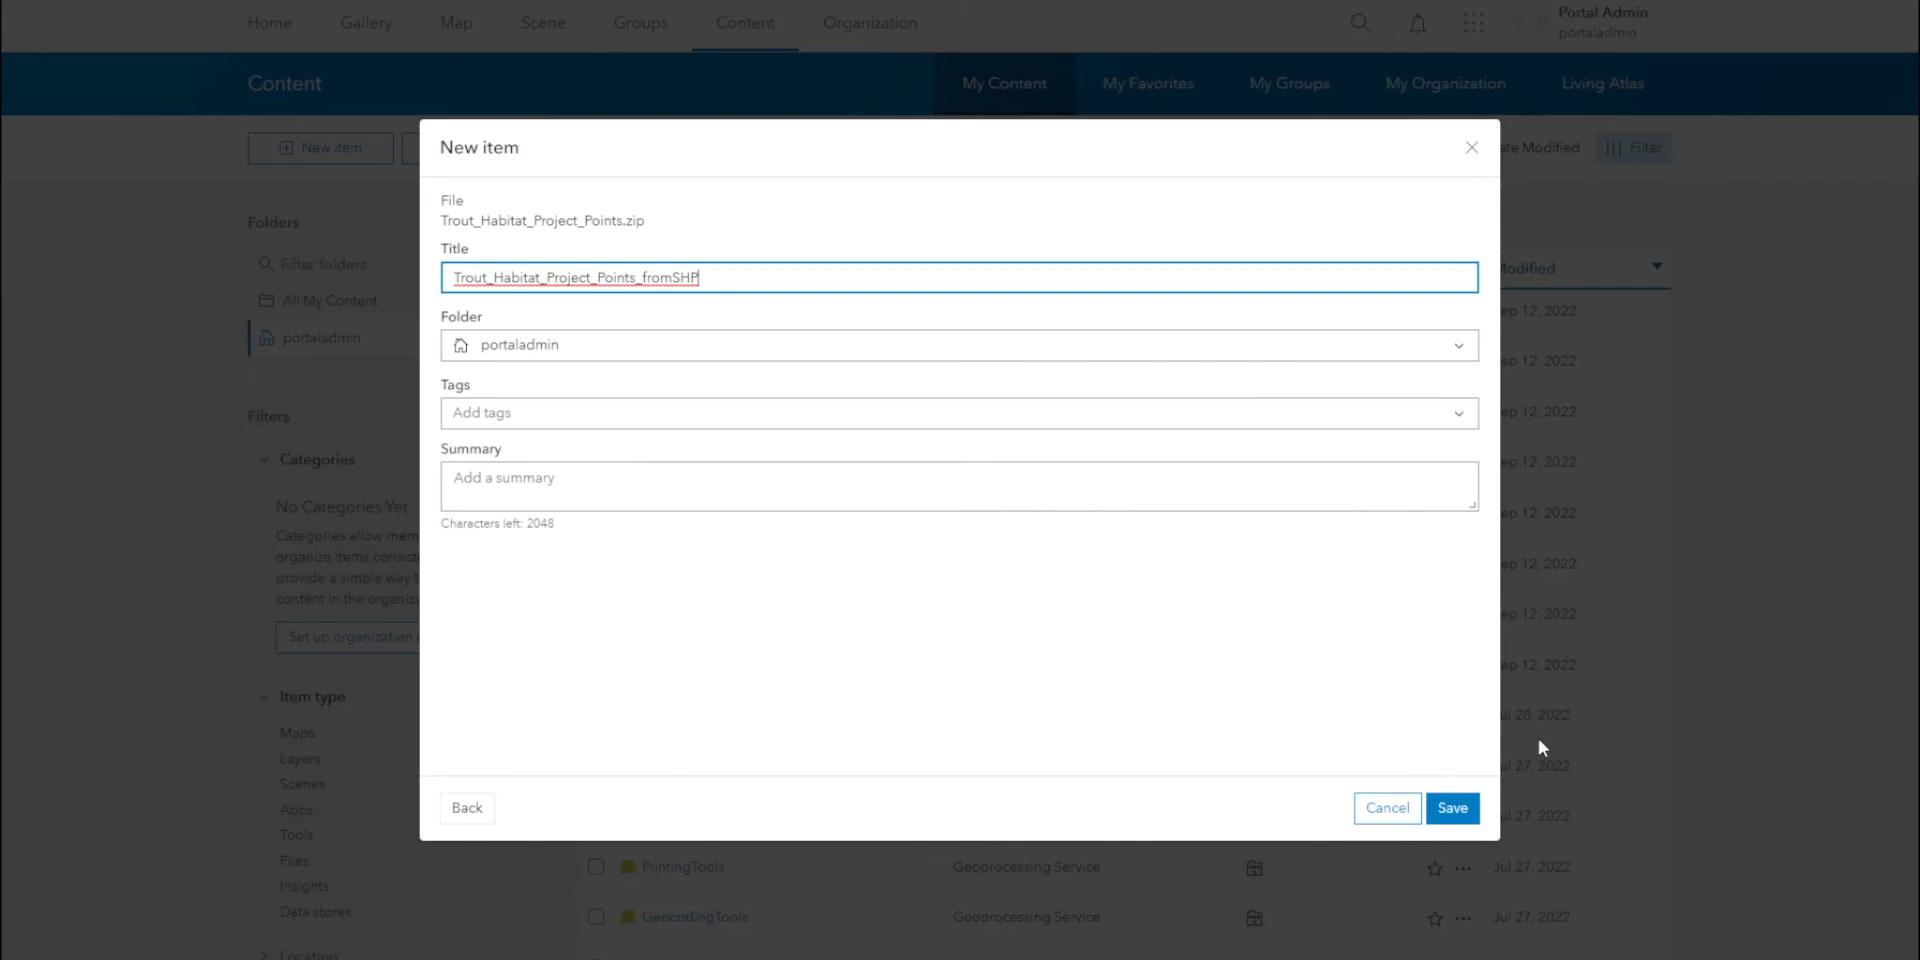 Home Gallery Map Scene Groups Content Organization
Portal Admin
portaladmin
Content
My Content My Favorites My Groups My Organization Living Atlas
New item
New item
Filter
Modified
Folders
Filter folders
All My Content
portaladmin
File
Trout_Habitat_Project_Points.zip
Title
Trout_Habitat_Project_Points_fromSHP
Folder
portaladmin
Tags
Add tags
Summary
Add a summary
Characters left: 2048
Back
Cancel Save
Filters
Categories
No Categories Yet
Categories allow mem
organize items consiste
provide a simple way t
content in the organiza
Set up organization
Item type
Maps
Layers
Scenes
Apps
Tools
Files
Insights
Data stores
Location
ep 12, 2022
ep 12, 2022
ep 12, 2022
ep 12, 2022
ep 12, 2022
ep 12, 2022
ep 12, 2022
ep 12, 2022
ul 28, 2022
ul 27, 2022
ul 27, 2022
PrintingTools Geoprocessing Service Jul 27, 2022
GeocodingTools Geoprocessing Service Jul 27, 2022